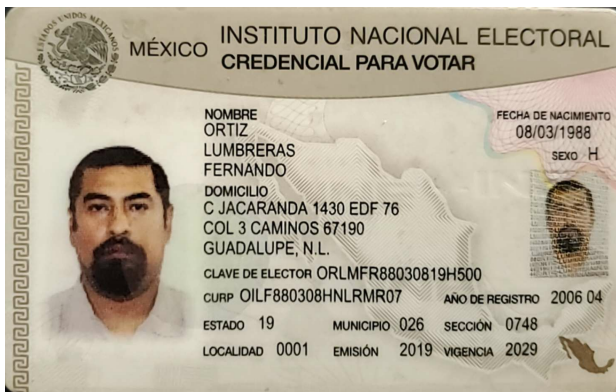 ESTADOS UNIDOS MEXICANOS
MÉXICO INSTITUTO NACIONAL ELECTORAL
CREDENCIAL PARA VOTAR
NOMBRE
ORTIZ
LUMBRERAS
FERNANDO
FECHA DE NACIMIENTO
08/03/1988
SEXO H
DOMICILIO
C JACARANDA 1430 EDF 76
COL 3 CAMINOS 67190
GUADALUPE, N.L.
CLAVE DE ELECTOR ORLMFR88030819H500
CURP OILF880308HNLRMR07 AÑO DE REGISTRO 2006 04
ESTADO 19 MUNICIPIO 026 SECCIÓN 0748
LOCALIDAD 0001 EMISIÓN 2019 VIGENCIA 2029